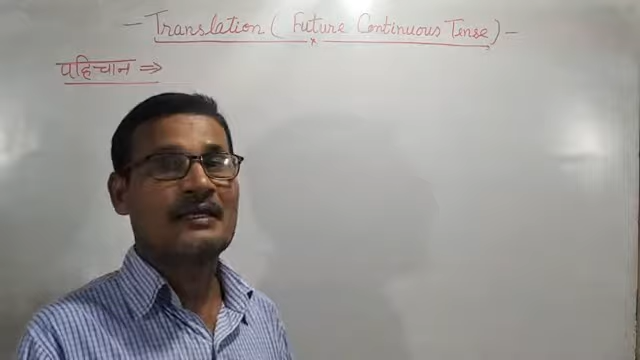 - Translation ( Future Continuous Tense ) -
पहिचान ⇒